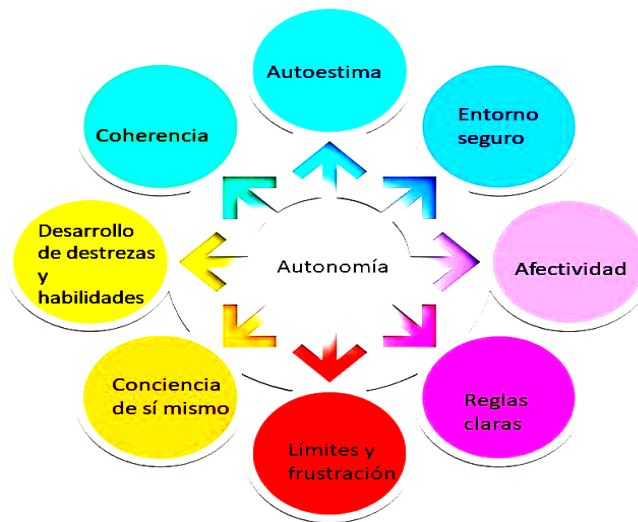 Autoestima
Entorno
seguro
Afectividad
Reglas
claras
Límites y
frustración
Conciencia
de sí mismo
Desarrollo
de destrezas
y
habilidades
Coherencia
Autonomía